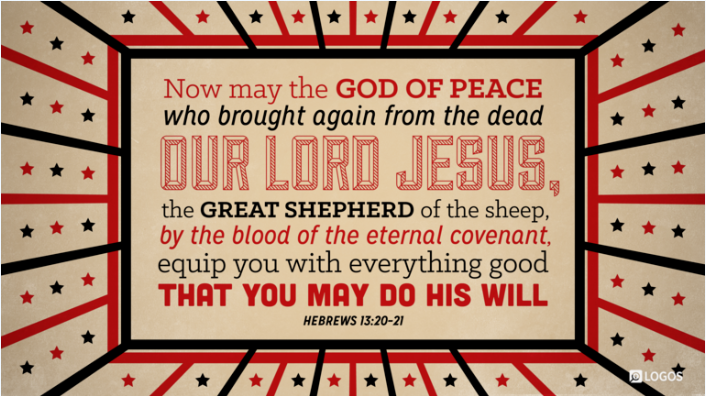 Now may the GOD OF PEACE
who brought again from the dead
OUR LORD JESUS,
the GREAT SHEPHERD of the sheep,
by the blood of the eternal covenant,
equip you with everything good
THAT YOU MAY DO HIS WILL
HEBREWS 13:20–21
LOGOS